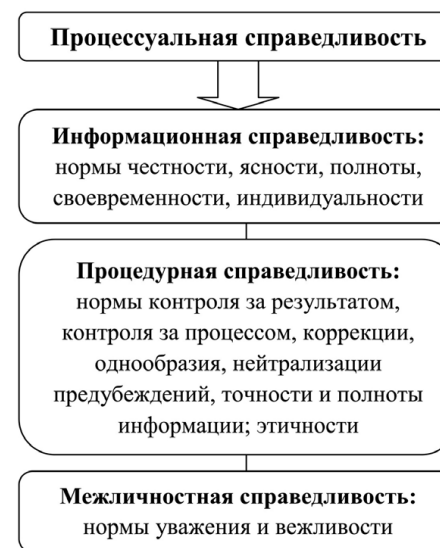 Процессуальная справедливость
Информационная справедливость:
нормы честности, ясности, полноты,
своевременности, индивидуальности
Процедурная справедливость:
нормы контроля за результатом,
контроля за процессом, коррекции,
однообразия, нейтрализации
предубеждений, точности и полноты
информации; этичности
Межличностная справедливость:
нормы уважения и вежливости